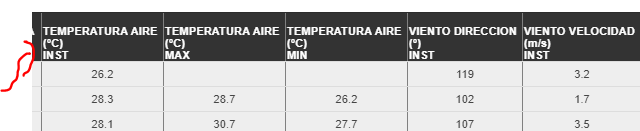 TEMPERATURA AIRE TEMPERATURA AIRE TEMPERATURA AIRE VIENTO DIRECCION VIENTO VELOCIDAD
(°C) (°C) (°C) (°) (m/s)
INST MAX MIN INST INST
26.2 119 3.2
28.3 28.7 26.2 102 1.7
28.1 30.7 27.7 107 3.5